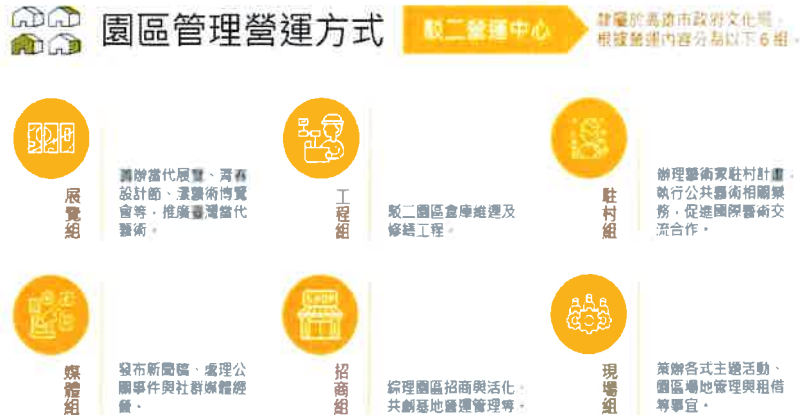 園區管理營運方式
駁二營運中心
隸屬於高雄市政府文化局,
根據營運內容分為以下6組。
展覽組
籌辦當代展覽、青春
設計節、漾藝術博覽
會等,推廣臺灣當代
藝術。
工程組
駁二園區倉庫維運及
修繕工程。
駐村組
辦理藝術家駐村計畫,
執行公共藝術相關業
務,促進國際藝術交
流合作。
媒體組
發布新聞稿、處理公
關事件與社群媒體經
營。
招商組
綜理園區招商與活化、
共創基地營運管理等。
現場組
策辦各式主題活動、
園區場地管理與租借
等事宜。